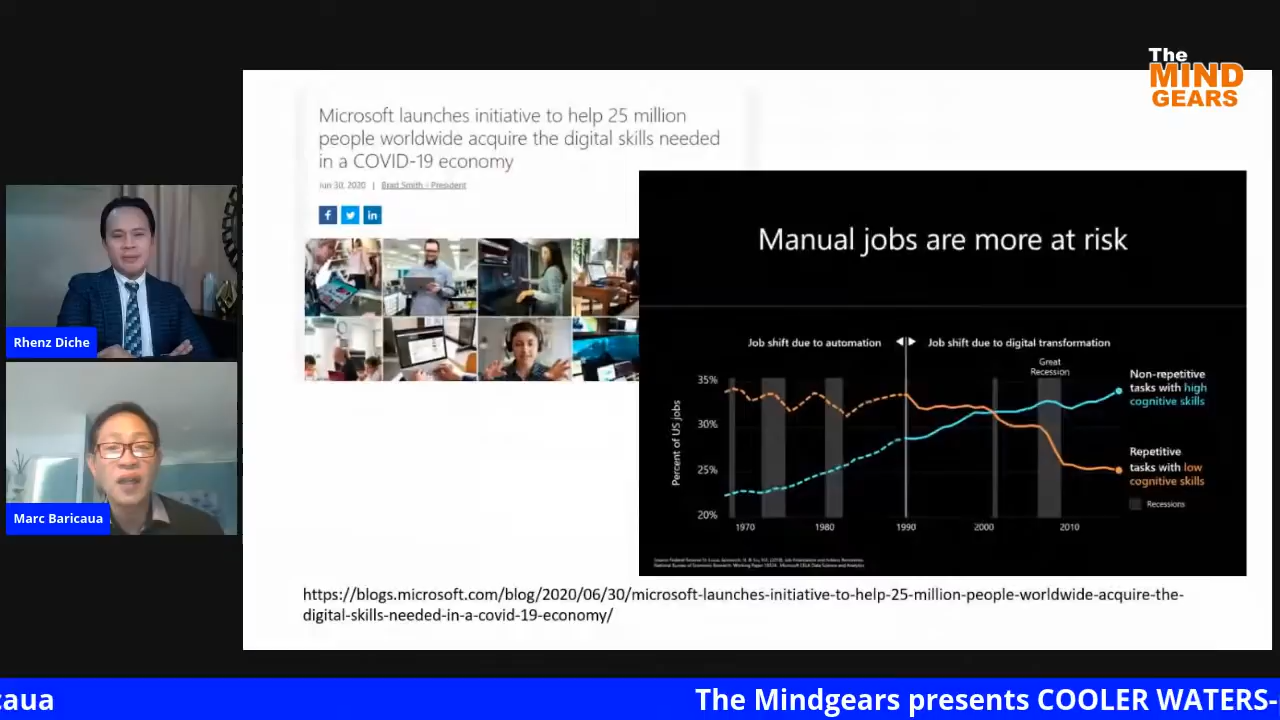 The
MIND
GEARS
Microsoft launches initiative to help 25 million
people worldwide acquire the digital skills needed
in a COVID-19 economy
Jun 30, 2020 | Brad Smith - President
f
in
Manual jobs are more at risk
Job shift due to automation
Job shift due to digital transformation
Great
Recession
35%
30%
25%
20%
Percent of US jobs
1970
1980
1990
2000
2010
Non-repetitive
tasks with high
cognitive skills
Repetitive
tasks with low
cognitive skills
Recessions
https://blogs.microsoft.com/blog/2020/06/30/microsoft-launches-initiative-to-help-25-million-people-worldwide-acquire-the-
digital-skills-needed-in-a-covid-19-economy/
Rhenz Diche
Marc Baricaua
caua
The Mindgears presents COOLER WATERS-